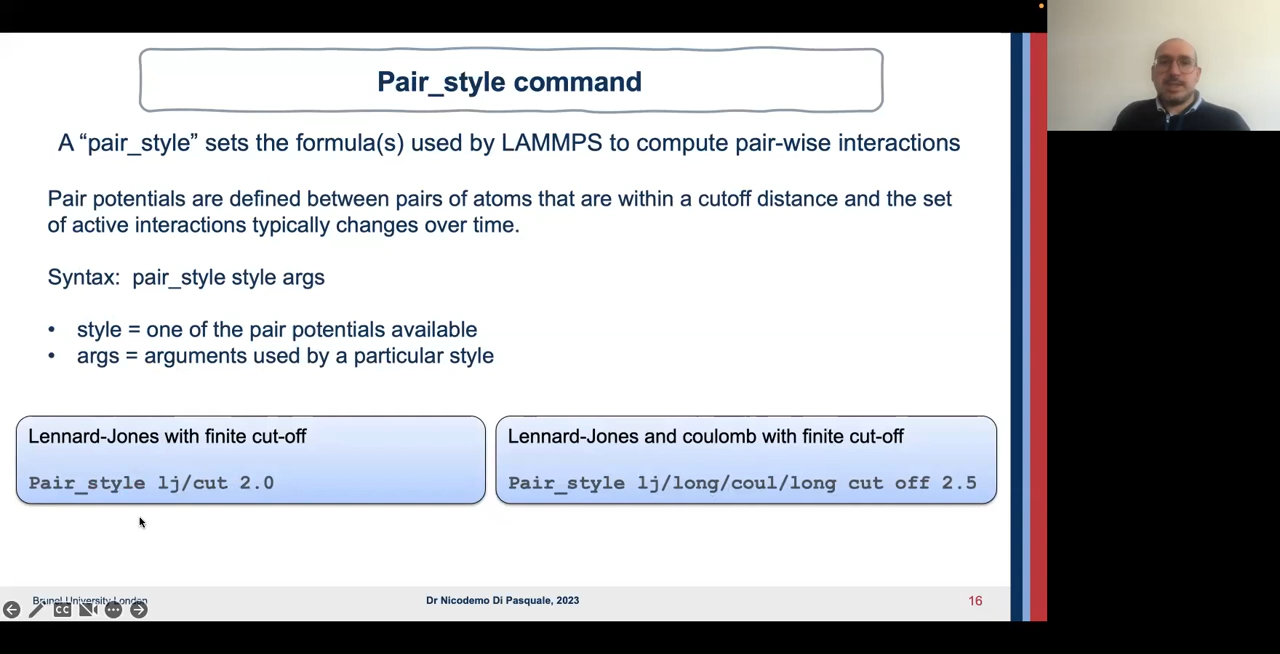 Pair_style command
A “pair_style” sets the formula(s) used by LAMMPS to compute pair-wise interactions
Pair potentials are defined between pairs of atoms that are within a cutoff distance and the set
of active interactions typically changes over time.
Syntax: pair_style style args
• style = one of the pair potentials available
• args = arguments used by a particular style
Lennard-Jones with finite cut-off
Pair_style lj/cut 2.0
Lennard-Jones and coulomb with finite cut-off
Pair_style lj/long/coul/long cut off 2.5
Brunel University London
CC
Dr Nicodemo Di Pasquale, 2023
16